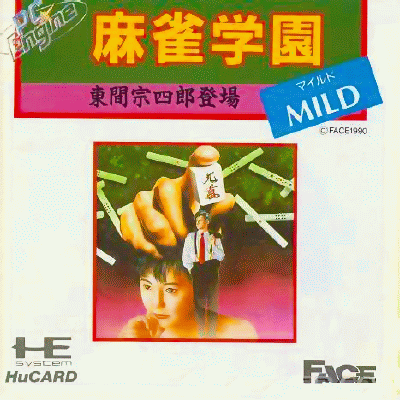 PC Engine
麻雀学園
東間宗四郎登場
マイルド
MILD
©FACE1990
九萬
HE
system
HuCARD
FACE